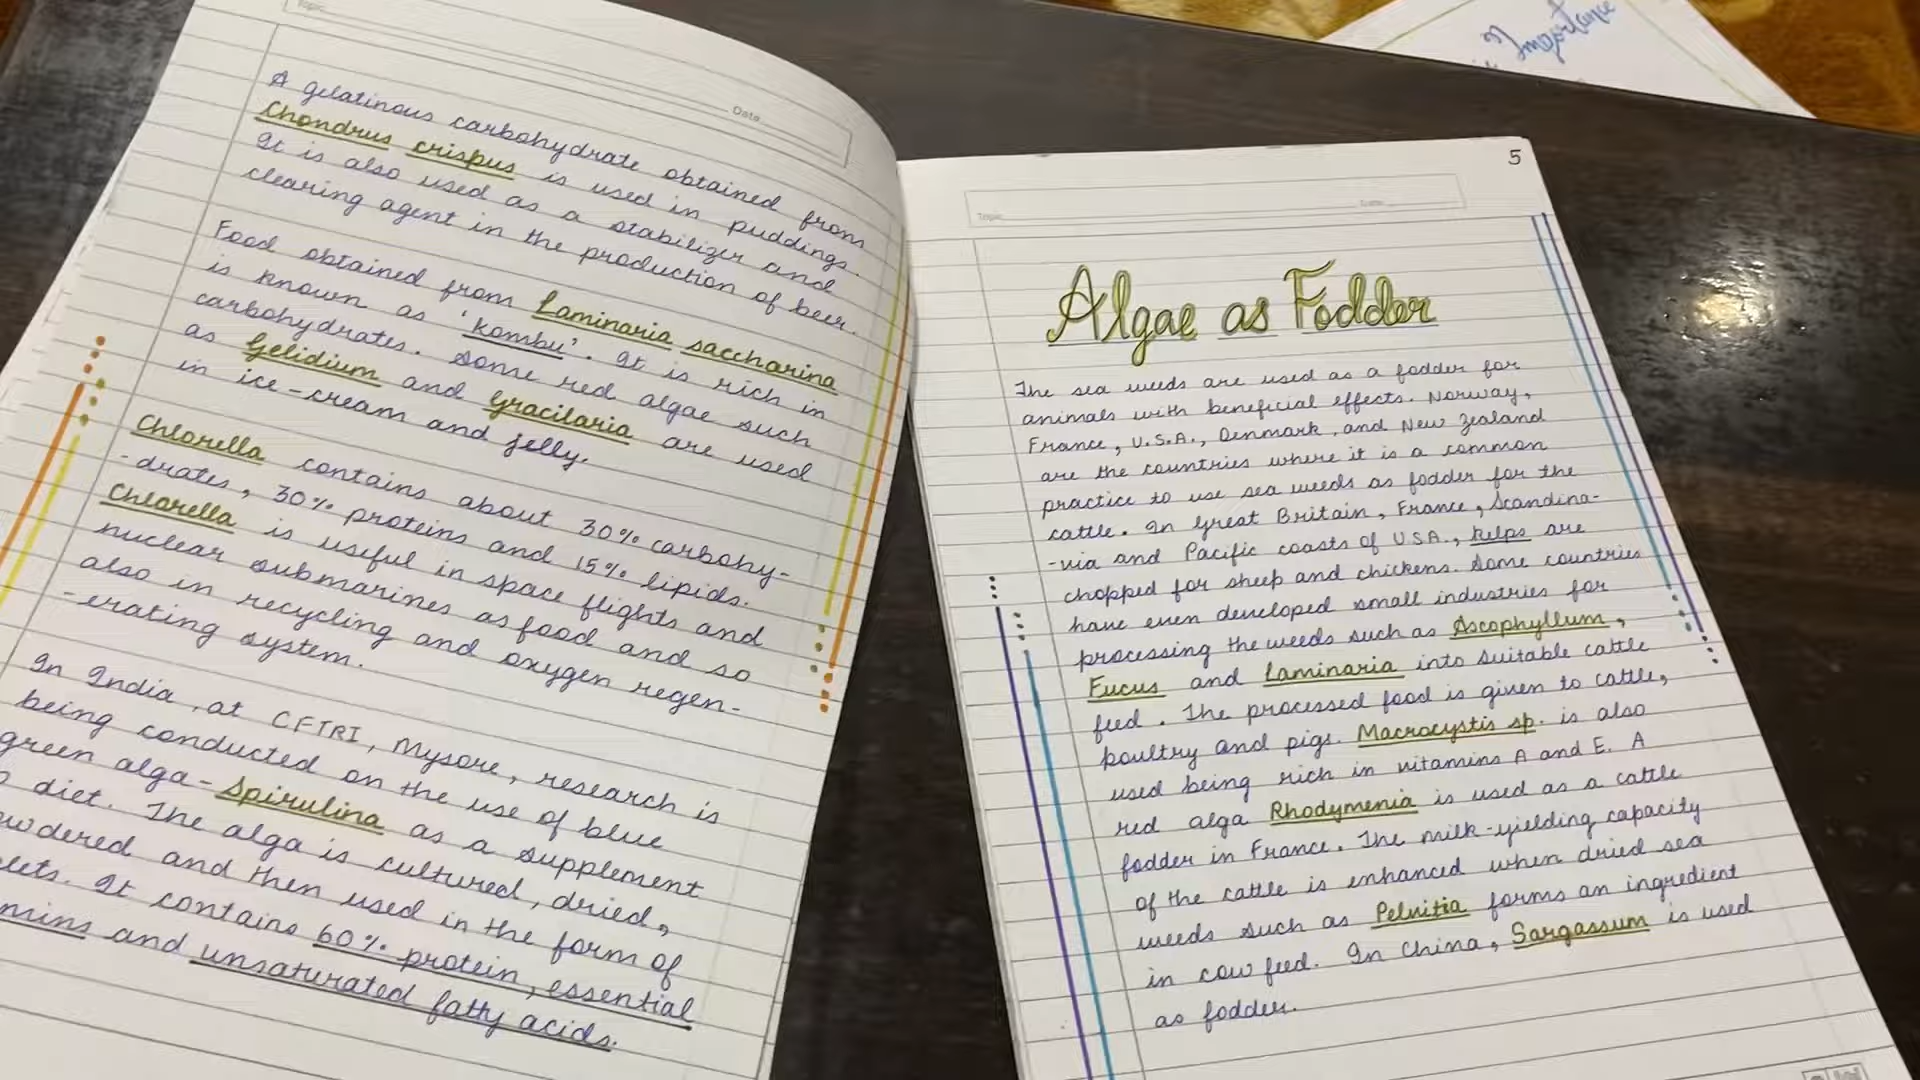 Topic
Date
A gelatinous carbohydrate obtained from
Chondrus crispus is used in puddings.
It is also used as a stabilizer and
clearing agent in the production of beer.
Food obtained from Laminaria saccharina
is known as 'kombu'. It is rich in
carbohydrates. Some red algae such
as Gelidium and Gracilaria are used
in ice-cream and jelly.
Chlorella contains about 30% carbohy-
-drates, 30% proteins and 15% lipids.
Chlorella is useful in space flights and
nuclear submarines as food and so
also in recycling and oxygen regen-
-erating system.
In India, at CFTRI, Mysore, research is
being conducted on the use of blue
green alga-Spirulina as a supplement
diet. The alga is cultured, dried,
wdered and then used in the form of
lets. It contains 60% protein, essential
mins and unsaturated fatty acids.
5
Topic
Date
Algae as Fodder
The sea weeds are used as a fodder for
animals with beneficial effects. Norway,
France, U.S.A., Denmark, and New Zealand
are the countries where it is a common
practice to use sea weeds as fodder for the
cattle. In Great Britain, France, Scandina-
-via and Pacific coasts of U.S.A., kelps are
chopped for sheep and chickens. Some countries
have even developed small industries for
processing the weeds such as Ascophyllum,
Fucus and Laminaria into suitable cattle
feed. The processed food is given to cattle,
poultry and pigs. Macrocystis sp. is also
used being rich in vitamins A and E. A
red alga Rhodymenia is used as a cattle
fodder in France. The milk-yielding capacity
of the cattle is enhanced when dried sea
weeds such as Pelvitia forms an ingredient
in cow feed. In China, Sargassum is used
as fodder.
Importance